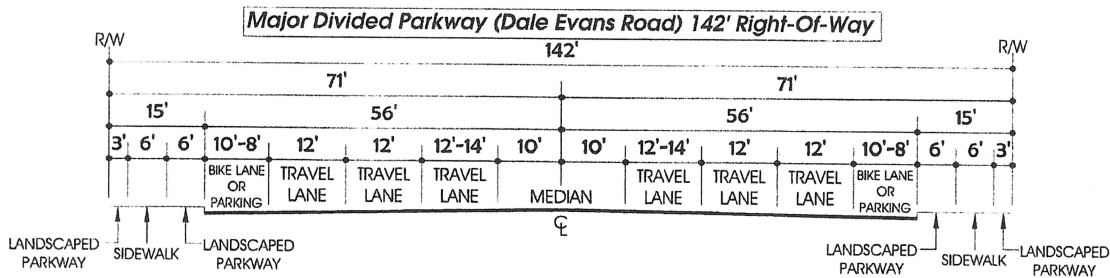 Major Divided Parkway (Dale Evans Road) 142' Right-Of-Way
R/W R/W
142'
71' 71'
15' 56' 56' 15'
3' 6' 6' 10'-8' 12' 12' 12'-14' 10' 10' 12'-14' 12' 12' 10'-8' 6' 6' 3'
BIKE LANE OR PARKING
TRAVEL LANE
TRAVEL LANE
TRAVEL LANE
MEDIAN
TRAVEL LANE
TRAVEL LANE
TRAVEL LANE
BIKE LANE OR PARKING
℄
LANDSCAPED PARKWAY
SIDEWALK
LANDSCAPED PARKWAY
LANDSCAPED PARKWAY
SIDEWALK
LANDSCAPED PARKWAY